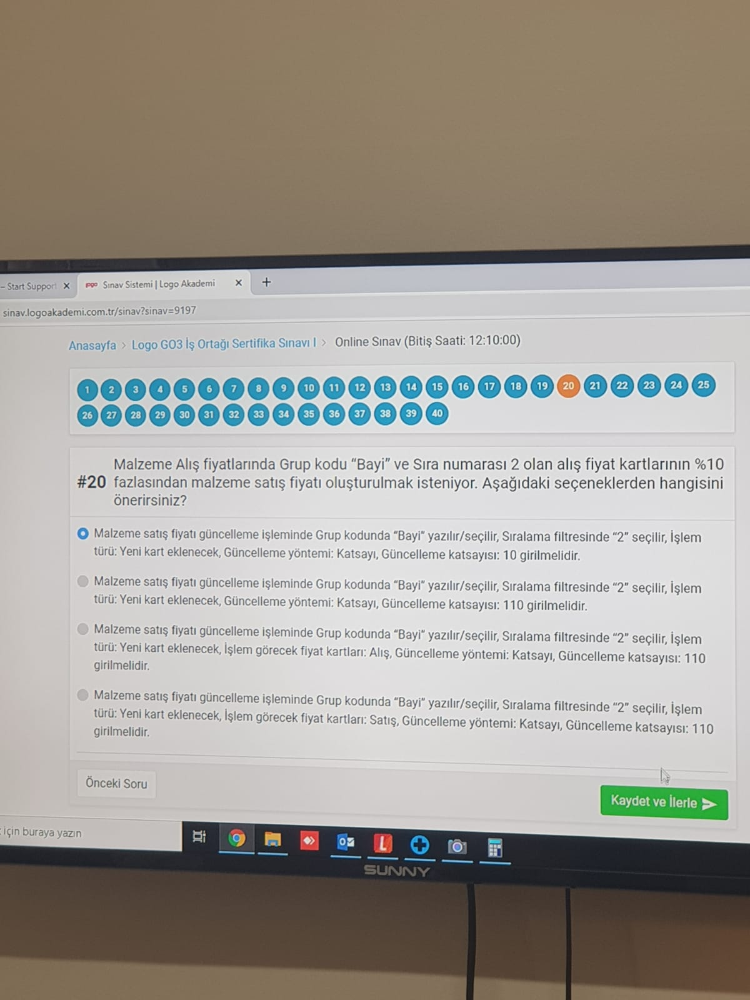 – Start Support
logo Sınav Sistemi | Logo Akademi
sinav.logoakademi.com.tr/sinav?sinav=9197
Anasayfa > Logo GO3 İş Ortağı Sertifika Sınavı I > Online Sınav (Bitiş Saati: 12:10:00)
1 2 3 4 5 6 7 8 9 10 11 12 13 14 15 16 17 18 19 20 21 22 23 24 25
26 27 28 29 30 31 32 33 34 35 36 37 38 39 40
Malzeme Alış fiyatlarında Grup kodu “Bayi” ve Sıra numarası 2 olan alış fiyat kartlarının %10
#20 fazlasından malzeme satış fiyatı oluşturulmak isteniyor. Aşağıdaki seçeneklerden hangisini
önerirsiniz?
Malzeme satış fiyatı güncelleme işleminde Grup kodunda “Bayi” yazılır/seçilir, Sıralama filtresinde “2” seçilir, İşlem
türü: Yeni kart eklenecek, Güncelleme yöntemi: Katsayı, Güncelleme katsayısı: 10 girilmelidir.
Malzeme satış fiyatı güncelleme işleminde Grup kodunda “Bayi” yazılır/seçilir, Sıralama filtresinde “2” seçilir, İşlem
türü: Yeni kart eklenecek, Güncelleme yöntemi: Katsayı, Güncelleme katsayısı: 110 girilmelidir.
Malzeme satış fiyatı güncelleme işleminde Grup kodunda “Bayi” yazılır/seçilir, Sıralama filtresinde “2” seçilir, İşlem
türü: Yeni kart eklenecek, İşlem görecek fiyat kartları: Alış, Güncelleme yöntemi: Katsayı, Güncelleme katsayısı: 110
girilmelidir.
Malzeme satış fiyatı güncelleme işleminde Grup kodunda “Bayi” yazılır/seçilir, Sıralama filtresinde “2” seçilir, İşlem
türü: Yeni kart eklenecek, İşlem görecek fiyat kartları: Satış, Güncelleme yöntemi: Katsayı, Güncelleme katsayısı: 110
girilmelidir.
Önceki Soru
Kaydet ve İlerle
için buraya yazın
SUNNY